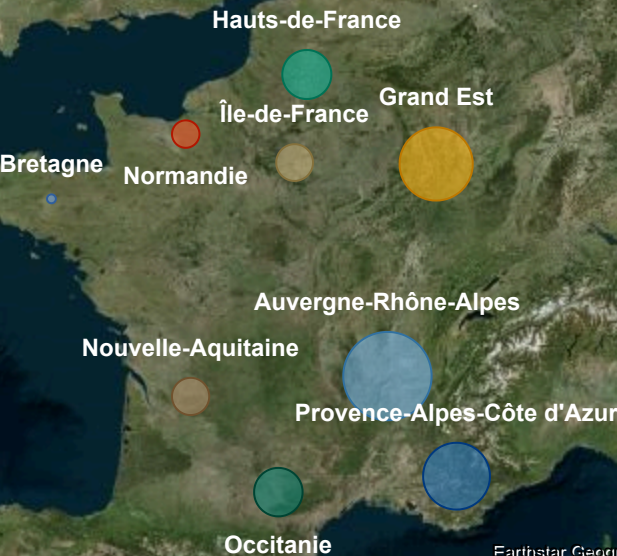 Hauts-de-France
Grand Est
Île-de-France
Bretagne
Normandie
Auvergne-Rhône-Alpes
Nouvelle-Aquitaine
Provence-Alpes-Côte d'Azur
Occitanie
Earthstar